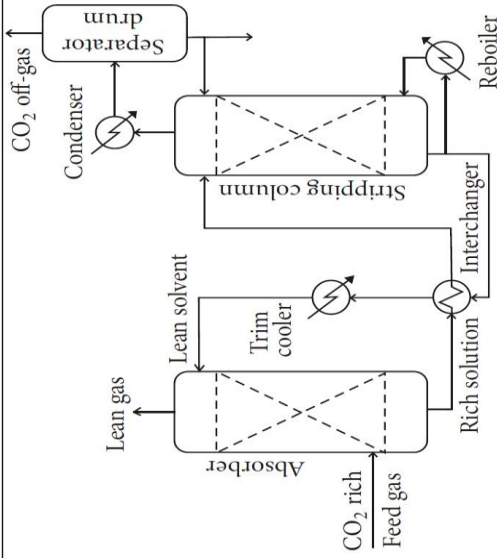 CO2 off-gas
Separator
drum
Condenser
Reboiler
Stripping column
Interchanger
Lean solvent
Trim
cooler
Lean gas
Rich solution
Absorber
CO2 rich
Feed gas